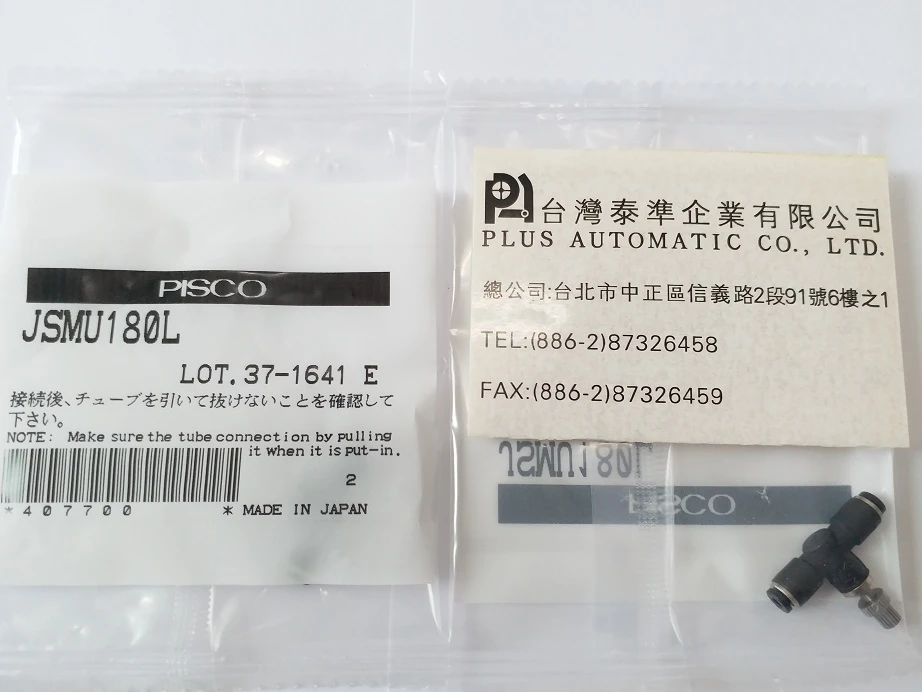 PISCO
JSMU180L
LOT. 37-1641 E
接続後、チューブを引いて抜けないことを確認して
下さい。
NOTE: Make sure the tube connection by pulling
it when it is put-in.
2
*407700 * MADE IN JAPAN
台灣泰準企業有限公司
PLUS AUTOMATIC CO., LTD.
總公司:台北市中正區信義路2段91號6樓之1
TEL:(886-2)87326458
FAX:(886-2)87326459
JSMU180L
PISCO